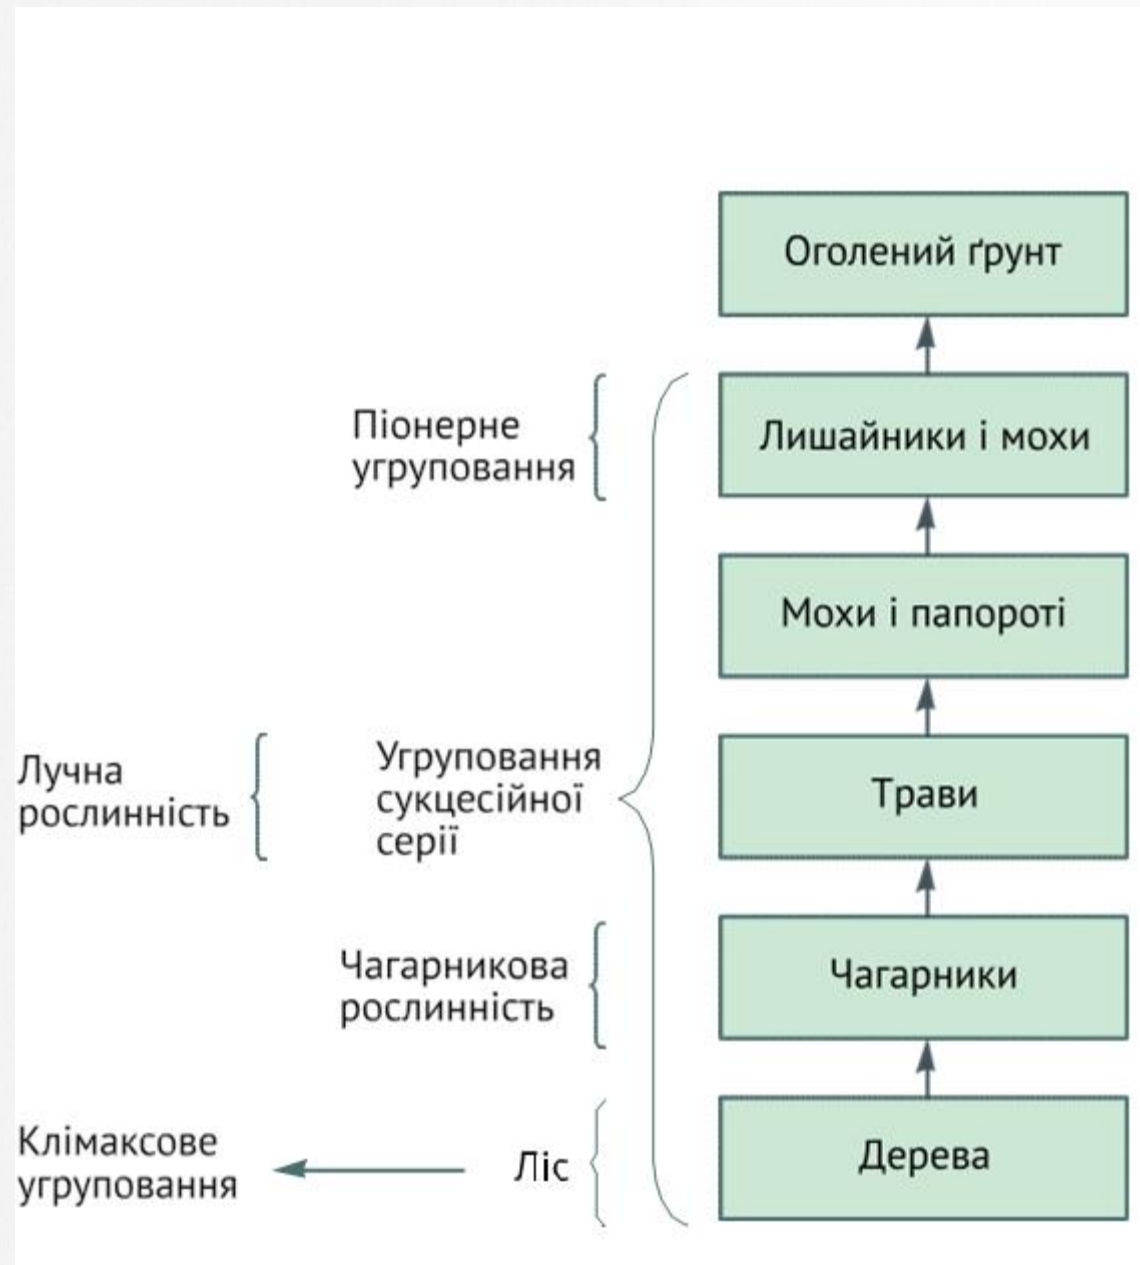 Оголений ґрунт
Піонерне
угруповання
Лишайники і мохи
Мохи і папороті
Лучна
рослинність
Угруповання
сукцесійної
серії
Трави
Чагарникова
рослинність
Чагарники
Клімаксове
угруповання
Ліс
Дерева